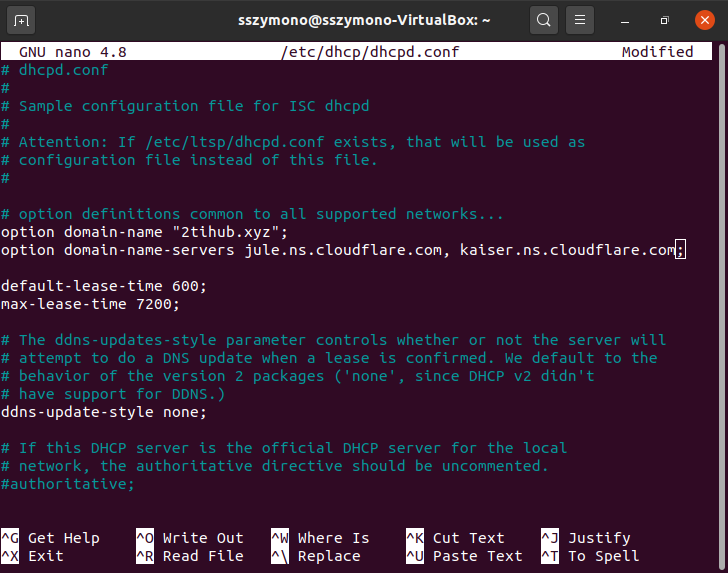 sszymono@sszymono-VirtualBox: ~
GNU nano 4.8 /etc/dhcp/dhcpd.conf Modified
# dhcpd.conf
#
# Sample configuration file for ISC dhcpd
#
# Attention: If /etc/ltsp/dhcpd.conf exists, that will be used as
# configuration file instead of this file.
#
# option definitions common to all supported networks...
option domain-name "2tihub.xyz";
option domain-name-servers jule.ns.cloudflare.com, kaiser.ns.cloudflare.com;
default-lease-time 600;
max-lease-time 7200;
# The ddns-updates-style parameter controls whether or not the server will
# attempt to do a DNS update when a lease is confirmed. We default to the
# behavior of the version 2 packages ('none', since DHCP v2 didn't
# have support for DDNS.)
ddns-update-style none;
# If this DHCP server is the official DHCP server for the local
# network, the authoritative directive should be uncommented.
#authoritative;
^G Get Help ^O Write Out ^W Where Is ^K Cut Text ^J Justify
^X Exit ^R Read File ^\ Replace ^U Paste Text ^T To Spell